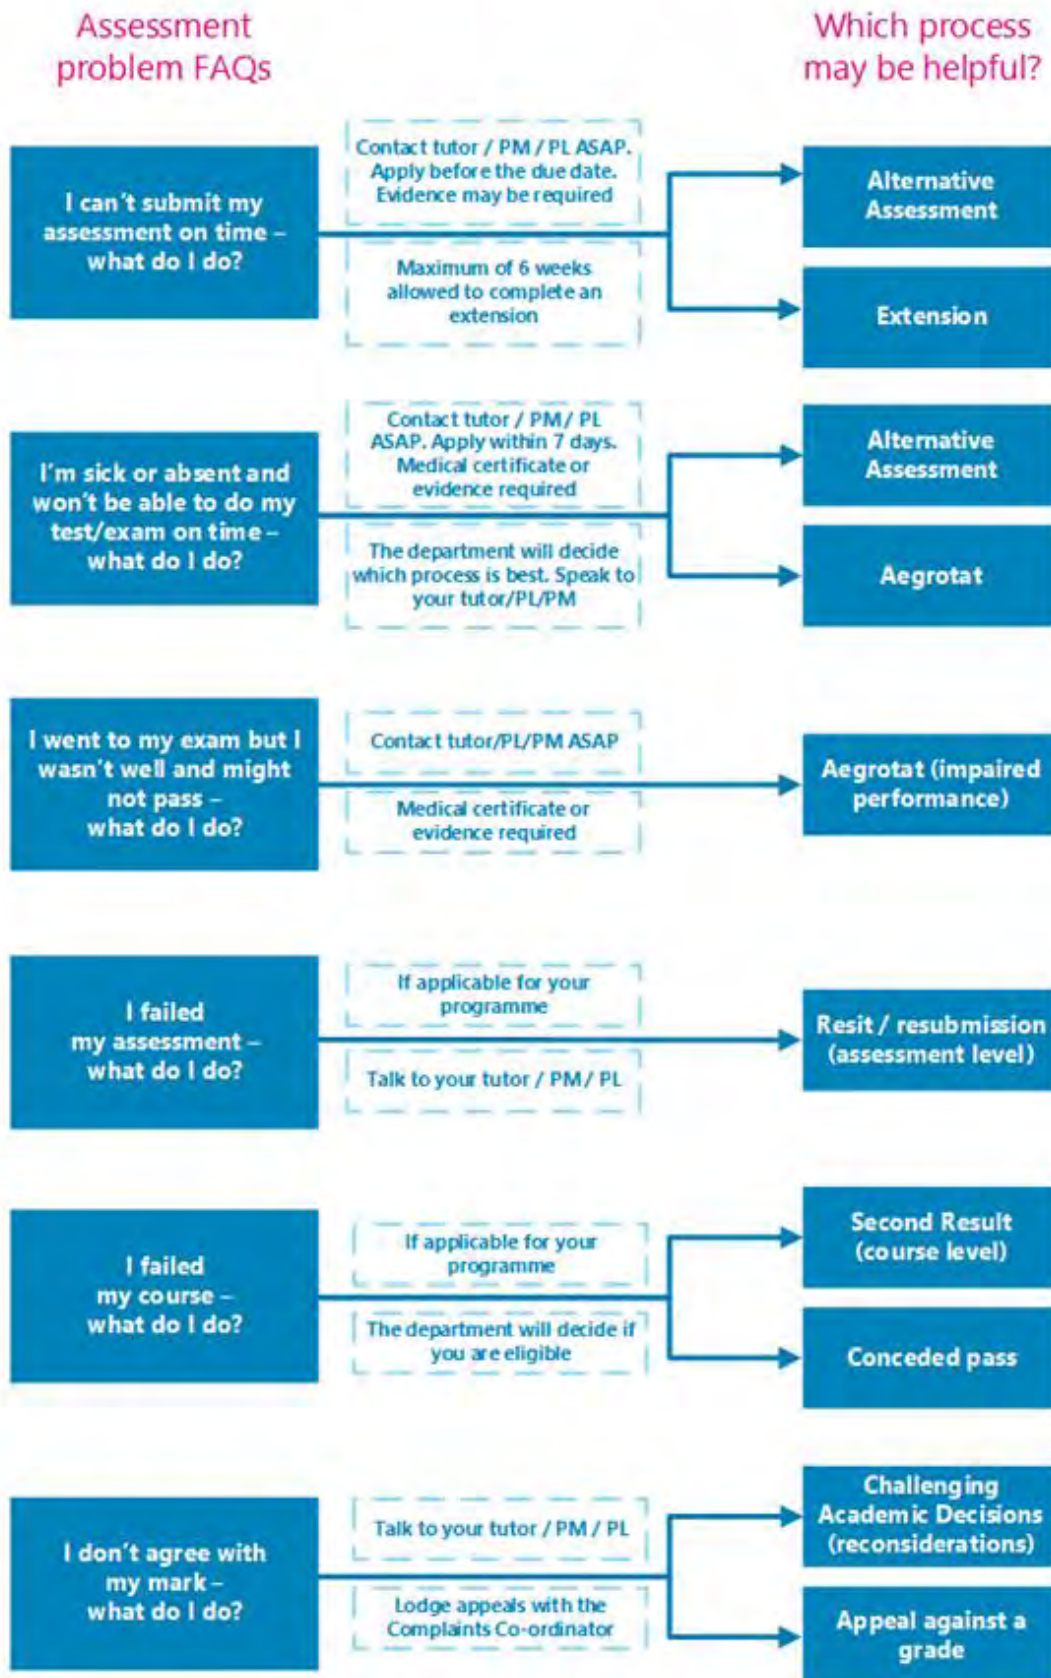 Assessment
problem FAQs
Which process
may be helpful?
I can't submit my
assessment on time –
what do I do?
Contact tutor / PM / PL ASAP.
Apply before the due date.
Evidence may be required
Maximum of 6 weeks
allowed to complete an
extension
Alternative
Assessment
Extension
I'm sick or absent and
won't be able to do my
test/exam on time –
what do I do?
Contact tutor / PM / PL
ASAP. Apply within 7 days.
Medical certificate or
evidence required
The department will decide
which process is best. Speak to
your tutor/PL/PM
Alternative
Assessment
Aegrotat
I went to my exam but I
wasn't well and might
not pass –
what do I do?
Contact tutor/PL/PM ASAP
Medical certificate or
evidence required
Aegrotat (impaired
performance)
I failed
my assessment –
what do I do?
If applicable for your
programme
Talk to your tutor / PM / PL
Resit / resubmission
(assessment level)
I failed
my course –
what do I do?
If applicable for your
programme
The department will decide if
you are eligible
Second Result
(course level)
Conceded pass
I don't agree with
my mark –
what do I do?
Talk to your tutor / PM / PL
Lodge appeals with the
Complaints Co-ordinator
Challenging
Academic Decisions
(reconsiderations)
Appeal against a
grade